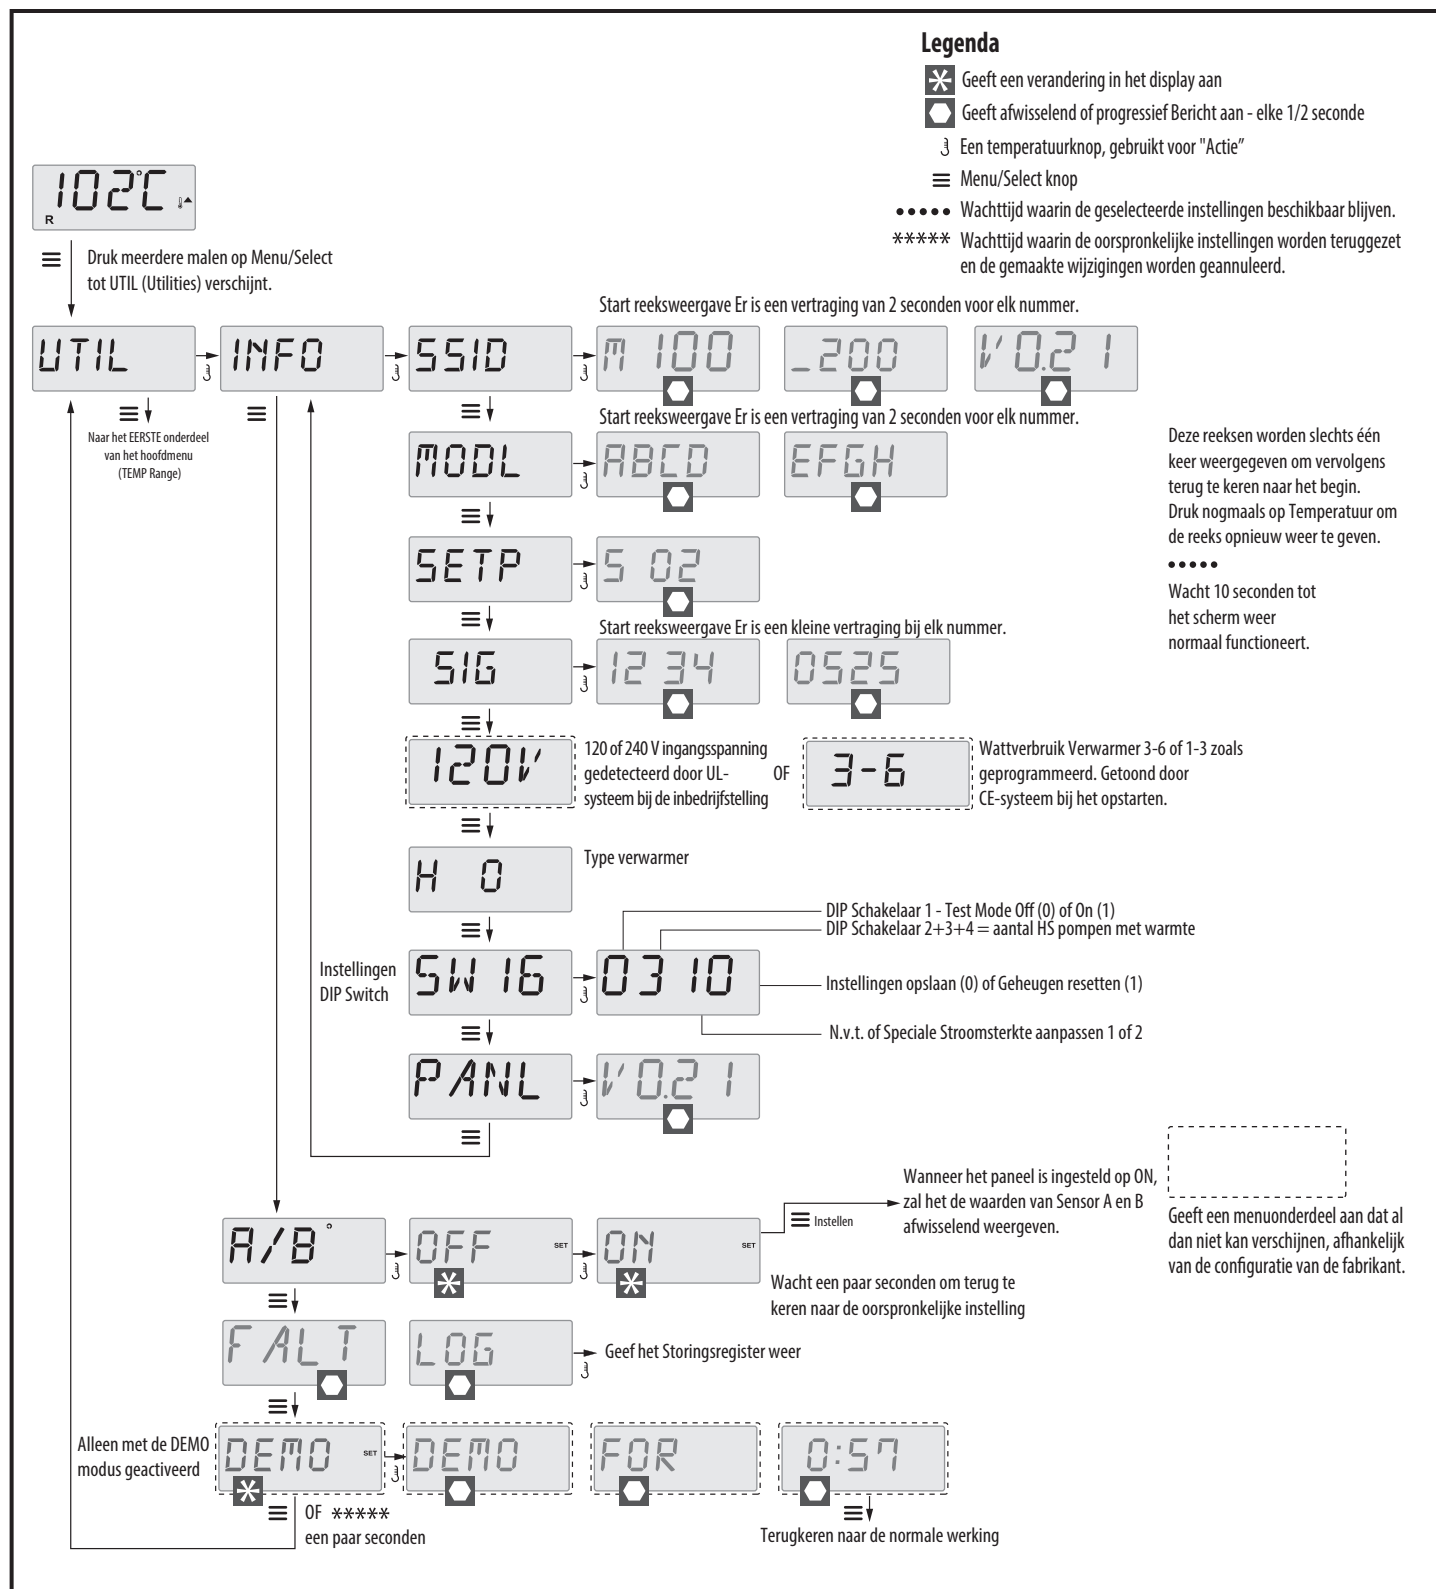 Legenda
Geeft een verandering in het display aan
Geeft afwisselend of progressief Bericht aan - elke 1/2 seconde
Een temperatuurknop, gebruikt voor "Actie”
Menu/Select knop
••••• Wachttijd waarin de geselecteerde instellingen beschikbaar blijven.
***** Wachttijd waarin de oorspronkelijke instellingen worden teruggezet
en de gemaakte wijzigingen worden geannuleerd.
102°C
R
Druk meerdere malen op Menu/Select
tot UTIL (Utilities) verschijnt.
Start reeksweergave Er is een vertraging van 2 seconden voor elk nummer.
UTIL INFO SSID M 100 _200 V 0.21
Naar het EERSTE onderdeel
van het hoofdmenu
(TEMP Range)
Start reeksweergave Er is een vertraging van 2 seconden voor elk nummer.
MODL ABCD EFGH
Deze reeksen worden slechts één
keer weergegeven om vervolgens
terug te keren naar het begin.
Druk nogmaals op Temperatuur om
de reeks opnieuw weer te geven.
•••••
Wacht 10 seconden tot
het scherm weer
normaal functioneert.
SETP S 02
Start reeksweergave Er is een kleine vertraging bij elk nummer.
SIG 1234 0525
120V
120 of 240 V ingangsspanning
gedetecteerd door UL-
systeem bij de inbedrijfstelling
OF
3-6
Wattverbruik Verwarmer 3-6 of 1-3 zoals
geprogrammeerd. Getoond door
CE-systeem bij het opstarten.
H 0
Type verwarmer
DIP Schakelaar 1 - Test Mode Off (0) of On (1)
DIP Schakelaar 2+3+4 = aantal HS pompen met warmte
Instellingen
DIP Switch
SW 16 0310
Instellingen opslaan (0) of Geheugen resetten (1)
N.v.t. of Speciale Stroomsterkte aanpassen 1 of 2
PANL V 0.21
Wanneer het paneel is ingesteld op ON,
zal het de waarden van Sensor A en B
afwisselend weergeven.
Instellen
Geeft een menuonderdeel aan dat al
dan niet kan verschijnen, afhankelijk
van de configuratie van de fabrikant.
A/B° OFF SET ON SET
Wacht een paar seconden om terug te
keren naar de oorspronkelijke instelling
FALT LOG
Geef het Storingsregister weer
Alleen met de DEMO
modus geactiveerd
DEMO SET DEMO FOR 0:57
OF *****
een paar seconden
Terugkeren naar de normale werking